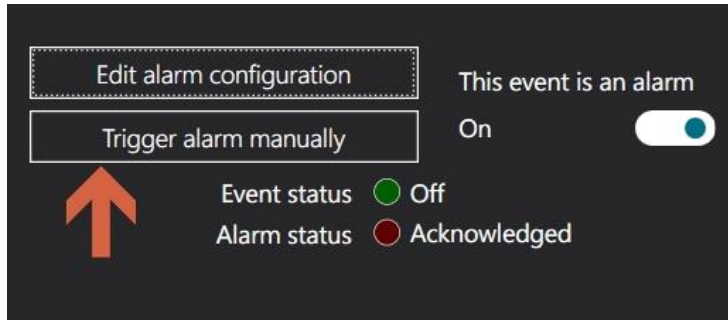 Edit alarm configuration
This event is an alarm
Trigger alarm manually
On
Event status Off
Alarm status Acknowledged